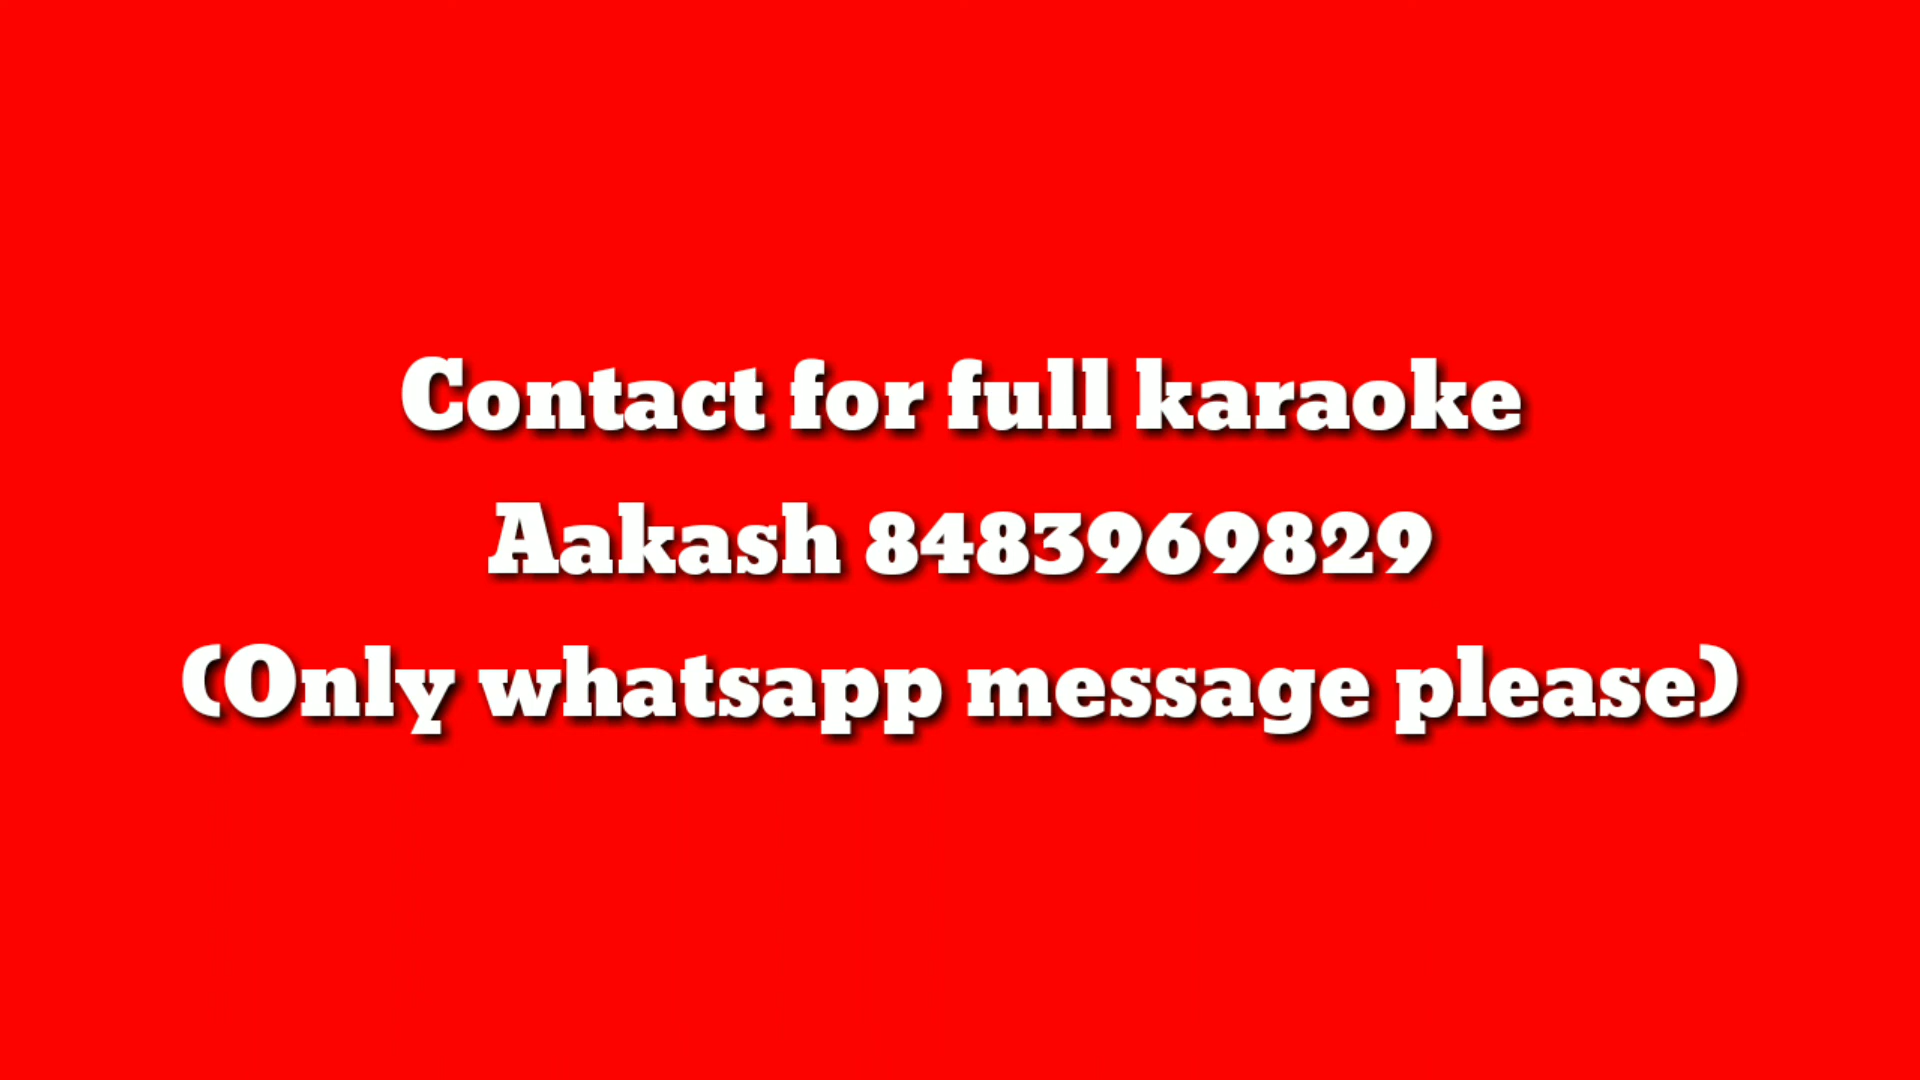 Contact for full karaoke
Aakash 8483969829
(Only whatsapp message please)